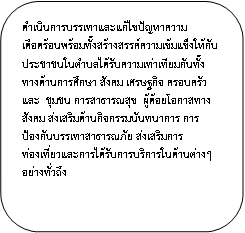 ดำเนินการบรรเทาและแก้ไขปัญหาความ
เดือดร้อนพร้อมทั้งสร้างสรรค์ความเข้มแข็งให้กับ
ประชาชนในตำบลได้รับความเท่าเทียมกันทั้ง
ทางด้านการศึกษา สังคม เศรษฐกิจ ครอบครัว
และ ชุมชน การสาธารณสุข ผู้ด้อยโอกาสทาง
สังคม ส่งเสริมด้านกิจกรรมนันทนาการ การ
ป้องกันบรรเทาสาธารณภัย ส่งเสริมการ
ท่องเที่ยวและการได้รับการบริการในด้านต่างๆ
อย่างทั่วถึง